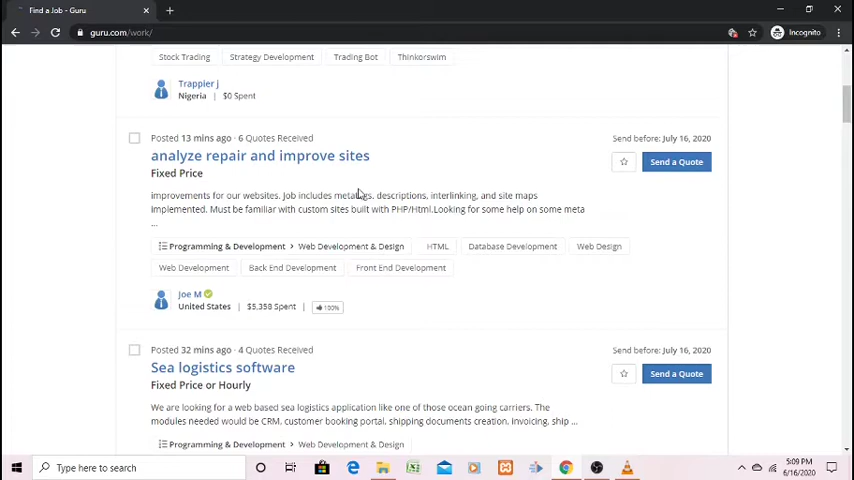 Find a Job - Guru
guru.com/work/
Incognito
Stock Trading Strategy Development Trading Bot Thinkorswim
Trappier j
Nigeria | $0 Spent
Posted 13 mins ago · 6 Quotes Received Send before: July 16, 2020
analyze repair and improve sites Send a Quote
Fixed Price
improvements for our websites. Job includes metatags, descriptions, interlinking, and site maps
implemented. Must be familiar with custom sites built with PHP/Html.Looking for some help on some meta
...
Programming & Development > Web Development & Design HTML Database Development Web Design
Web Development Back End Development Front End Development
Joe M
United States | $5,358 Spent | 100%
Posted 32 mins ago · 4 Quotes Received Send before: July 16, 2020
Sea logistics software Send a Quote
Fixed Price or Hourly
We are looking for a web based sea logistics application like one of those ocean going carriers. The
modules needed would be CRM, customer booking portal, shipping documents creation, invoicing, ship ...
Programming & Development > Web Development & Design
Type here to search
5:09 PM
6/16/2020